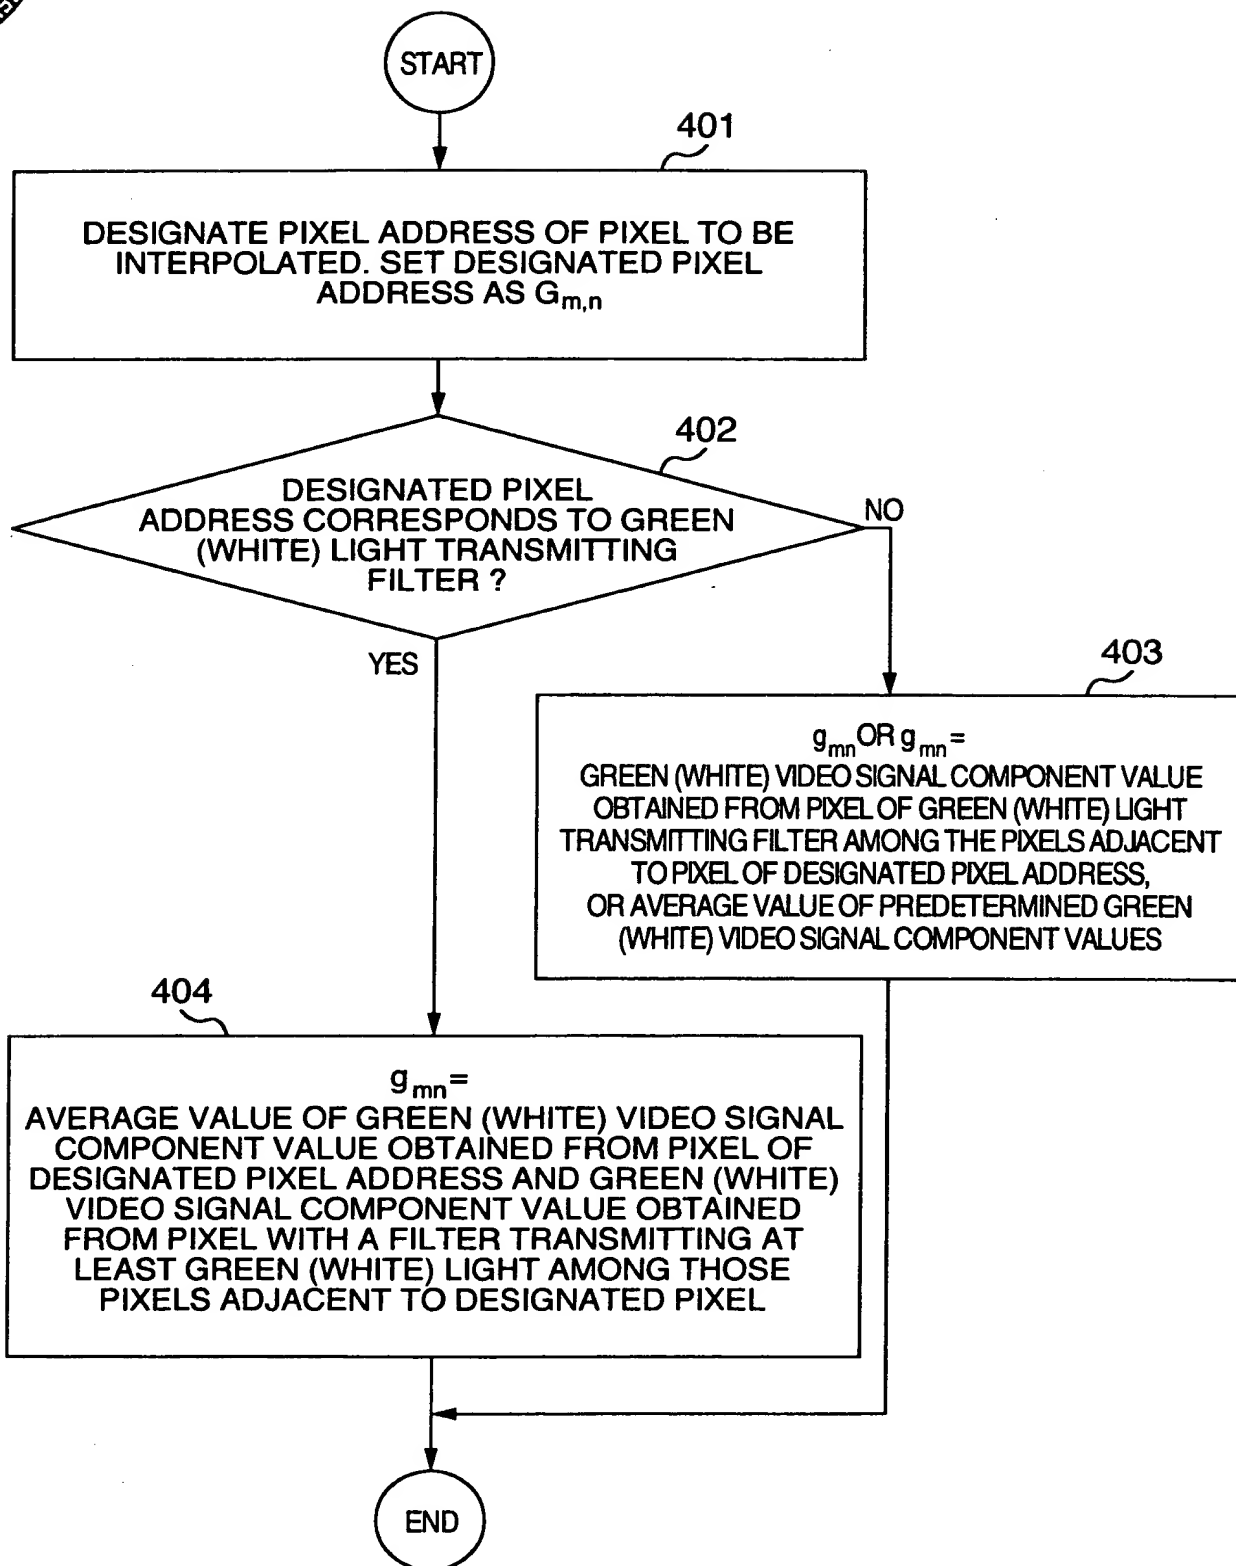 START
401
DESIGNATE PIXEL ADDRESS OF PIXEL TO BE
INTERPOLATED. SET DESIGNATED PIXEL
ADDRESS AS Gm,n
402
DESIGNATED PIXEL
ADDRESS CORRESPONDS TO GREEN
(WHITE) LIGHT TRANSMITTING
FILTER ?
NO
YES
403
gmn OR gmn =
GREEN (WHITE) VIDEO SIGNAL COMPONENT VALUE
OBTAINED FROM PIXEL OF GREEN (WHITE) LIGHT
TRANSMITTING FILTER AMONG THE PIXELS ADJACENT
TO PIXEL OF DESIGNATED PIXEL ADDRESS,
OR AVERAGE VALUE OF PREDETERMINED GREEN
(WHITE) VIDEO SIGNAL COMPONENT VALUES
404
gmn =
AVERAGE VALUE OF GREEN (WHITE) VIDEO SIGNAL
COMPONENT VALUE OBTAINED FROM PIXEL OF
DESIGNATED PIXEL ADDRESS AND GREEN (WHITE)
VIDEO SIGNAL COMPONENT VALUE OBTAINED
FROM PIXEL WITH A FILTER TRANSMITTING AT
LEAST GREEN (WHITE) LIGHT AMONG THOSE
PIXELS ADJACENT TO DESIGNATED PIXEL
END